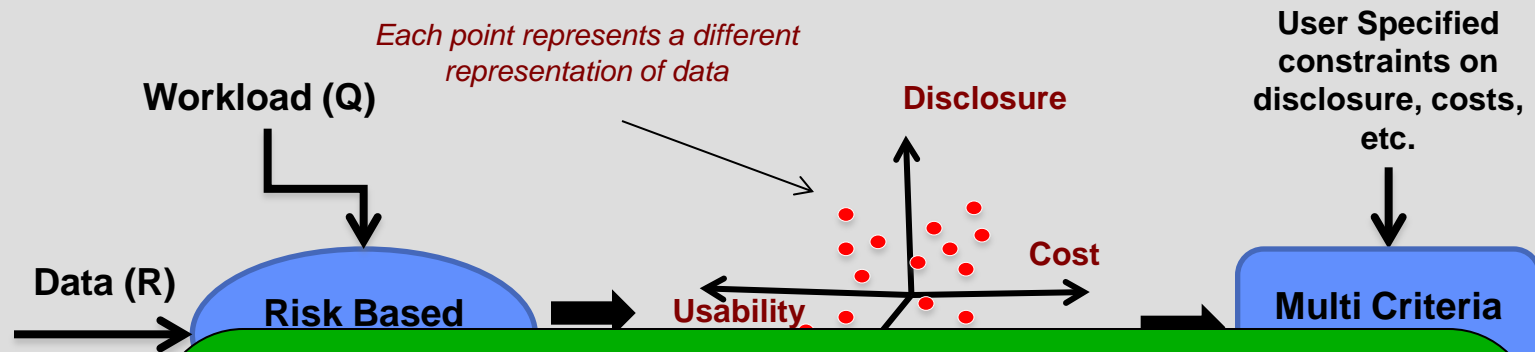 Each point represents a different
representation of data
User Specified
constraints on
disclosure, costs,
etc.
Workload (Q)
Disclosure
Cost
Data (R)
Risk Based
Usability
Multi Criteria